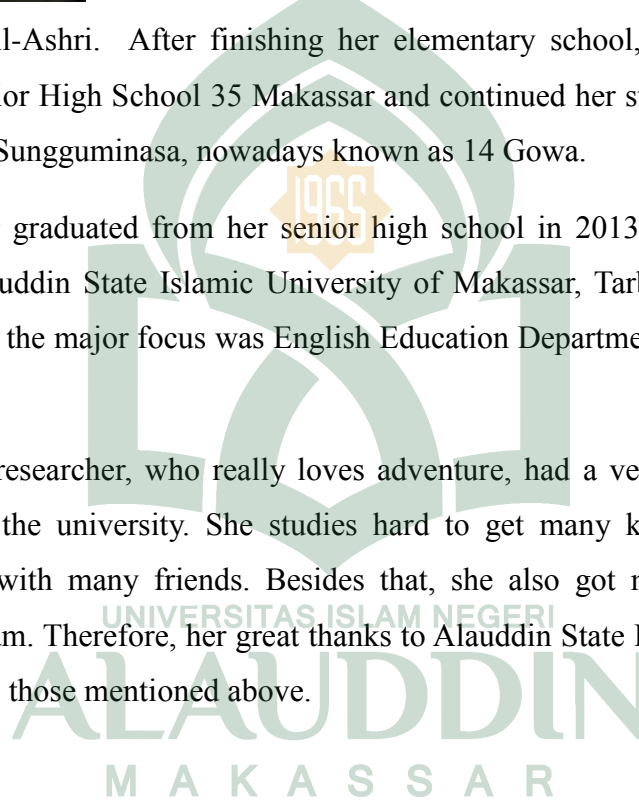 l-Ashri. After finishing her elementary school,
ior High School 35 Makassar and continued her s
Sungguminasa, nowadays known as 14 Gowa.
1965
graduated from her senior high school in 2013
uddin State Islamic University of Makassar, Tarb
the major focus was English Education Departme
researcher, who really loves adventure, had a ve
the university. She studies hard to get many k
with many friends. Besides that, she also got
UNIVERSITAS ISLAM NEGERI
um. Therefore, her great thanks to Alauddin State
those mentioned above.
ALAUDDIN
MAKASSAR